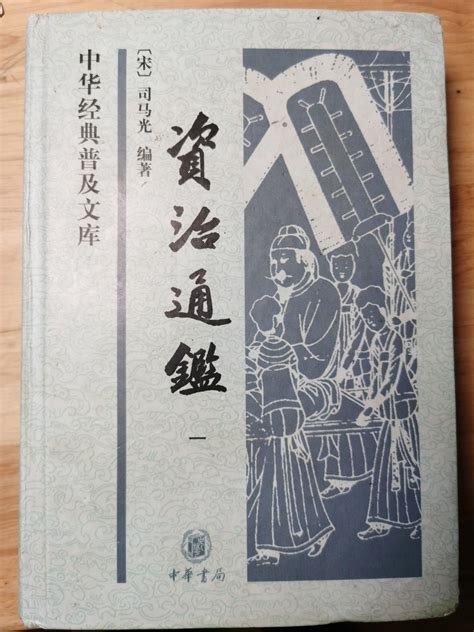 中华经典普及文库
〔宋〕司马光 编著
資治通鑑
一
中華書局